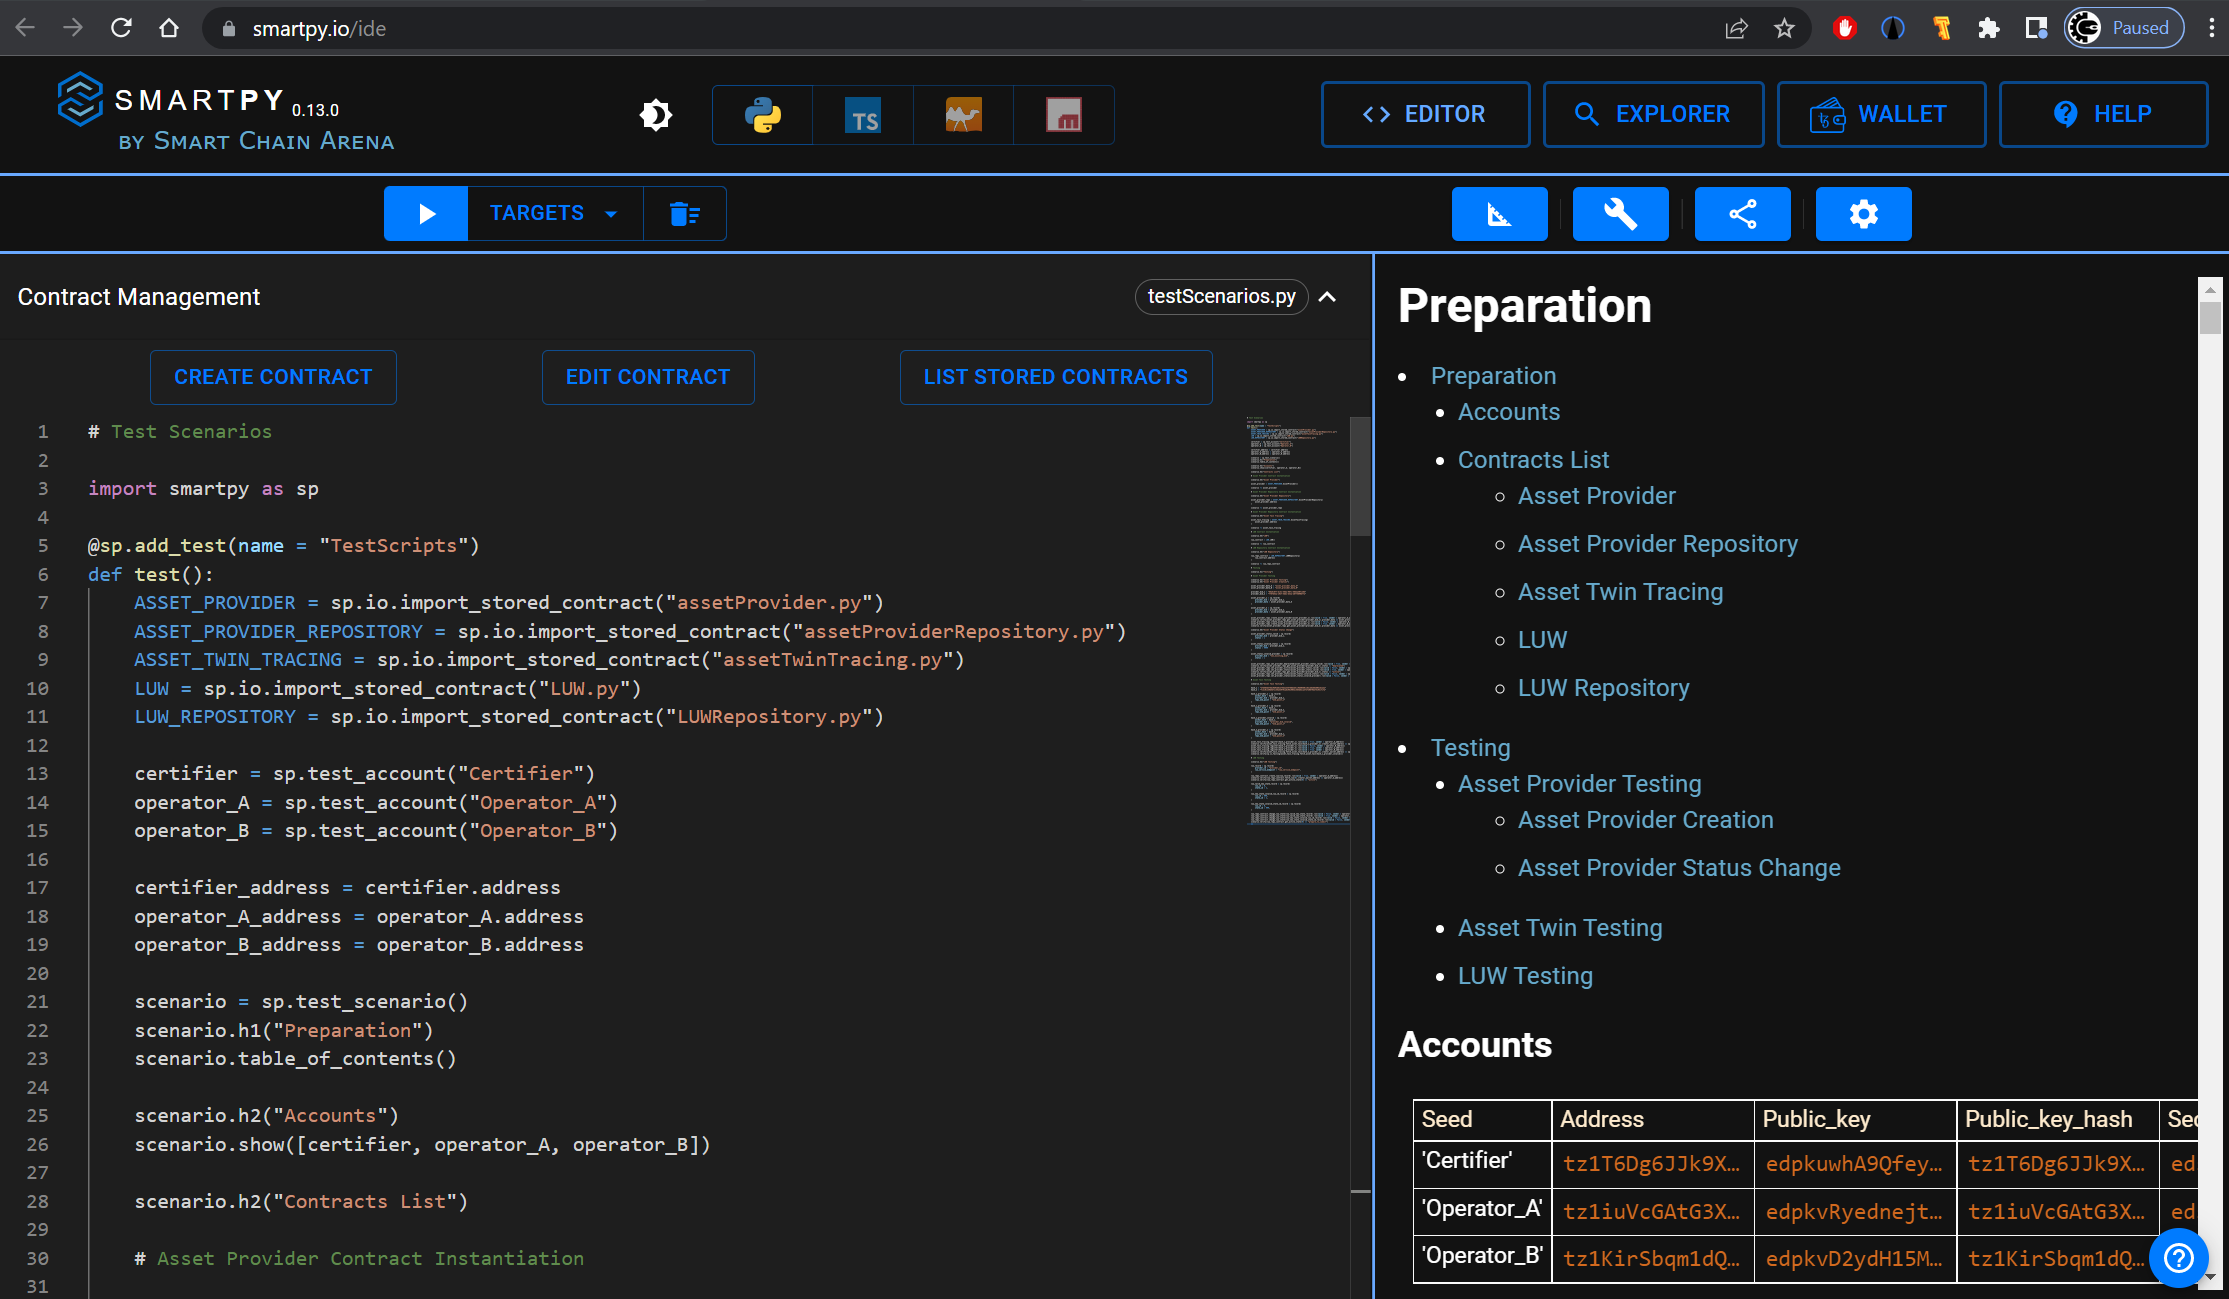 smartpy.io/ide
Paused
SMARTPY 0.13.0
BY SMART CHAIN ARENA
TS
EDITOR
EXPLORER
WALLET
HELP
TARGETS
Contract Management
testScenarios.py
CREATE CONTRACT
EDIT CONTRACT
LIST STORED CONTRACTS
1 # Test Scenarios
2
3 import smartpy as sp
4
5 @sp.add_test(name = "TestScripts")
6 def test():
7 ASSET_PROVIDER = sp.io.import_stored_contract("assetProvider.py")
8 ASSET_PROVIDER_REPOSITORY = sp.io.import_stored_contract("assetProviderRepository.py")
9 ASSET_TWIN_TRACING = sp.io.import_stored_contract("assetTwinTracing.py")
10 LUW = sp.io.import_stored_contract("LUW.py")
11 LUW_REPOSITORY = sp.io.import_stored_contract("LUWRepository.py")
12
13 certifier = sp.test_account("Certifier")
14 operator_A = sp.test_account("Operator_A")
15 operator_B = sp.test_account("Operator_B")
16
17 certifier_address = certifier.address
18 operator_A_address = operator_A.address
19 operator_B_address = operator_B.address
20
21 scenario = sp.test_scenario()
22 scenario.h1("Preparation")
23 scenario.table_of_contents()
24
25 scenario.h2("Accounts")
26 scenario.show([certifier, operator_A, operator_B])
27
28 scenario.h2("Contracts List")
29
30 # Asset Provider Contract Instantiation
31
Preparation
Preparation
Accounts
Contracts List
Asset Provider
Asset Provider Repository
Asset Twin Tracing
LUW
LUW Repository
Testing
Asset Provider Testing
Asset Provider Creation
Asset Provider Status Change
Asset Twin Testing
LUW Testing
Accounts
Seed Address Public_key Public_key_hash Sec
'Certifier' tz1T6Dg6JJk9X… edpkuwhA9Qfey… tz1T6Dg6JJk9X… ed
'Operator_A' tz1iuVcGAtG3X… edpkvRyednejt… tz1iuVcGAtG3X… ed
'Operator_B' tz1KirSbqm1dQ… edpkvD2ydH15M… tz1KirSbqm1dQ…